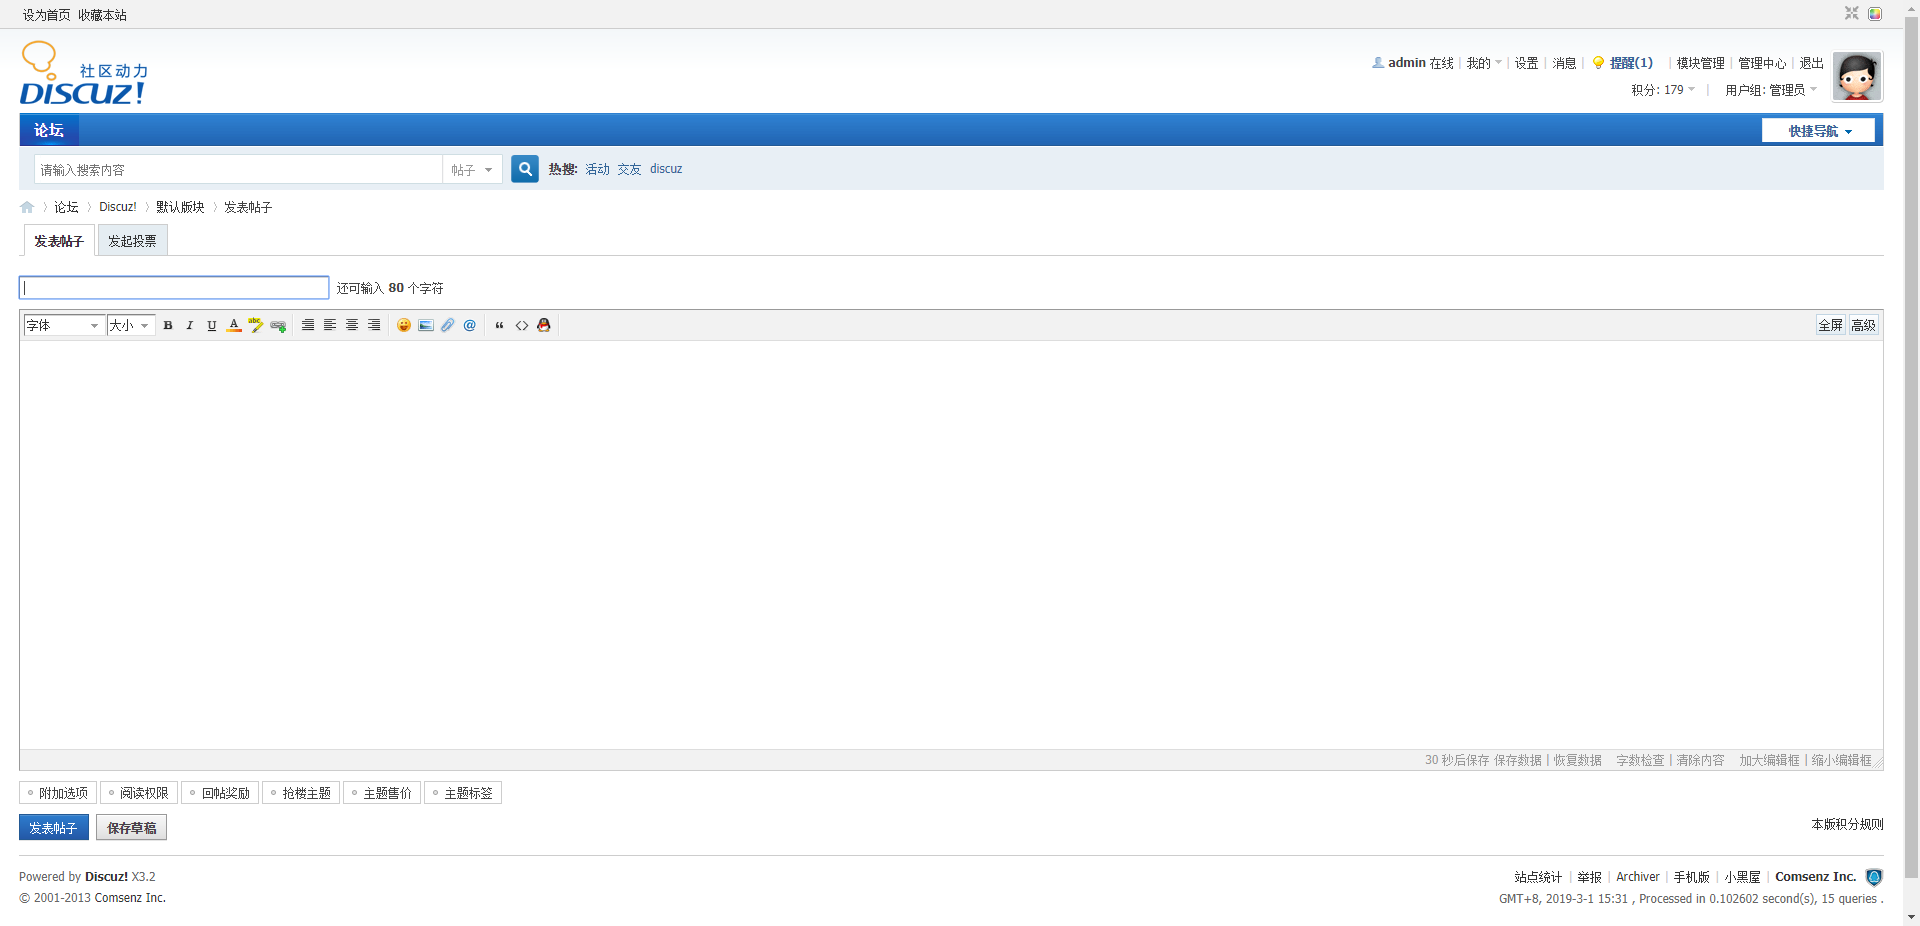 设为首页 收藏本站
社区动力
DISCUZ!
admin 在线 我的 设置 消息 提醒(1) 模块管理 管理中心 退出
积分: 179 用户组: 管理员
论坛 快捷导航
请输入搜索内容 帖子 热搜: 活动 交友 discuz
论坛 Discuz! 默认版块 发表帖子
发表帖子 发起投票
还可输入 80 个字符
字体 大小 B I U A abc @ “ <> 全屏 高级
30 秒后保存 保存数据 | 恢复数据 字数检查 | 清除内容 加大编辑框 | 缩小编辑框
附加选项 阅读权限 回帖奖励 抢楼主题 主题售价 主题标签
发表帖子 保存草稿 本版积分规则
Powered by Discuz! X3.2 站点统计 | 举报 | Archiver | 手机版 | 小黑屋 | Comsenz Inc.
© 2001-2013 Comsenz Inc. GMT+8, 2019-3-1 15:31 , Processed in 0.102602 second(s), 15 queries .